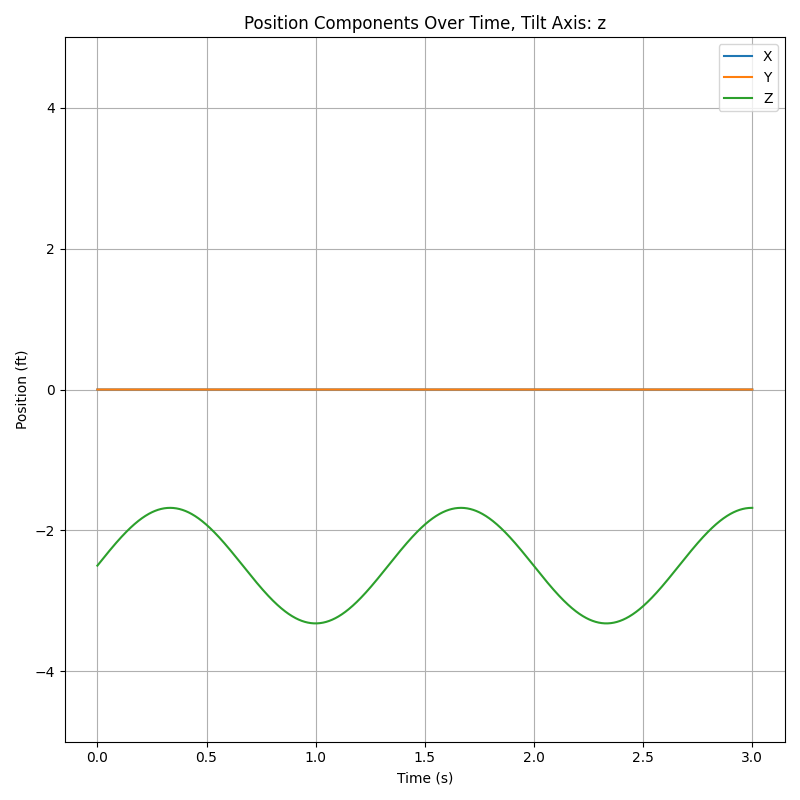 Position Components Over Time, Tilt Axis: z
X
Y
Z
4
2
0
−2
−4
Position (ft)
0.0 0.5 1.0 1.5 2.0 2.5 3.0
Time (s)